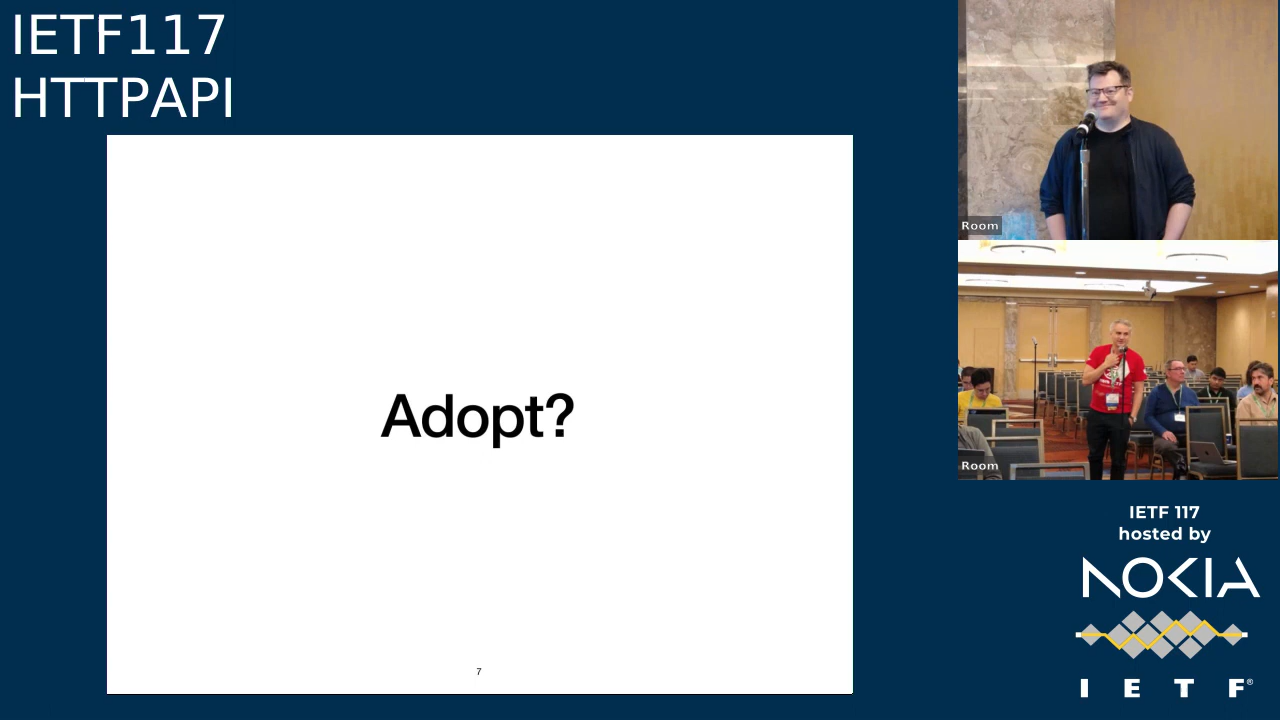 IETF117
HTTPAPI
Adopt?
7
Room
Room
IETF 117
hosted by
NOKIA
I E T F®